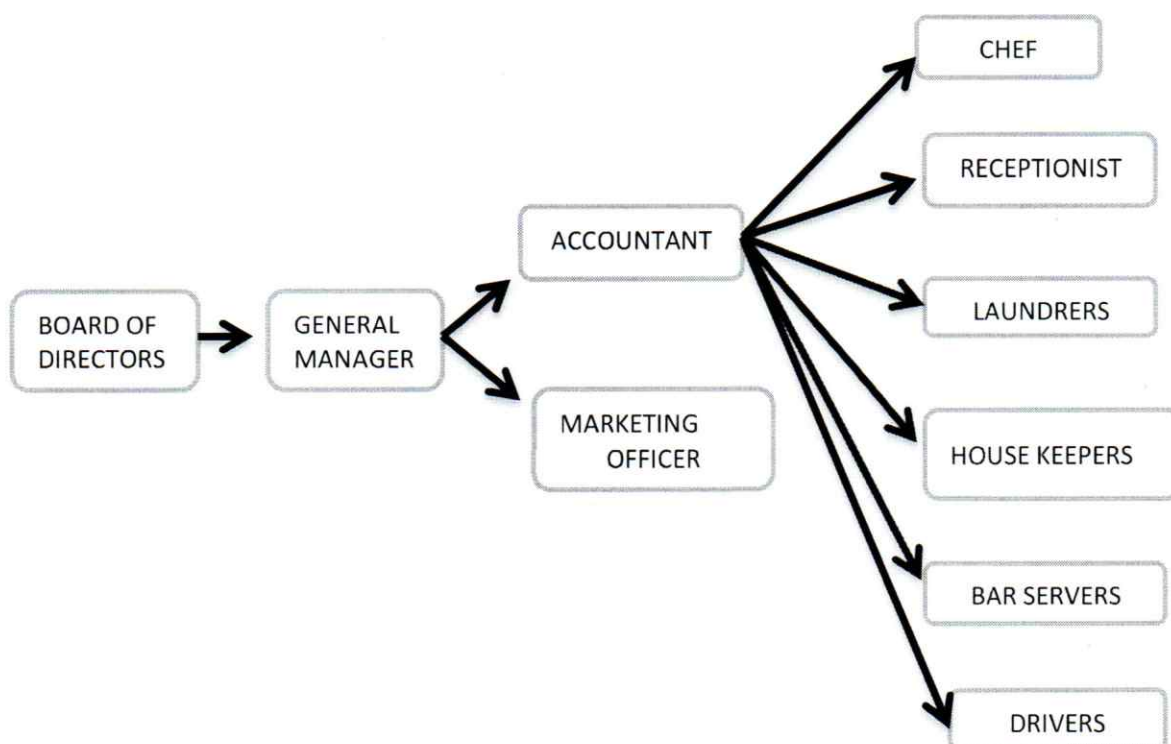 CHEF
RECEPTIONIST
ACCOUNTANT
LAUNDRERS
BOARD OF
DIRECTORS
GENERAL
MANAGER
MARKETING
OFFICER
HOUSE KEEPERS
BAR SERVERS
DRIVERS